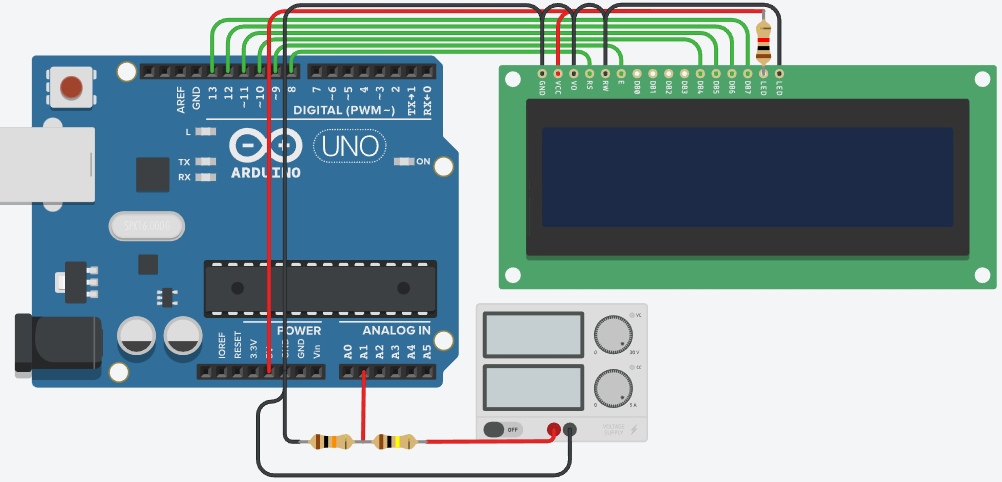 GND
VCC
VO
RS
RW
E
DB0
DB1
DB2
DB3
DB4
DB5
DB6
DB7
LED
LED
AREF
GND
13
12
~11
~10
~9
8
7
~6
~5
4
~3
2
TX→1
RX←0
DIGITAL (PWM~)
L
TX
RX
UNO
ARDUINO
ON
POWER
ANALOG IN
IOREF
RESET
3.3V
GND
Vin
A0
A1
A2
A3
A4
A5
0
30 V
0
5 A
OFF
VOLTAGE
SUPPLY